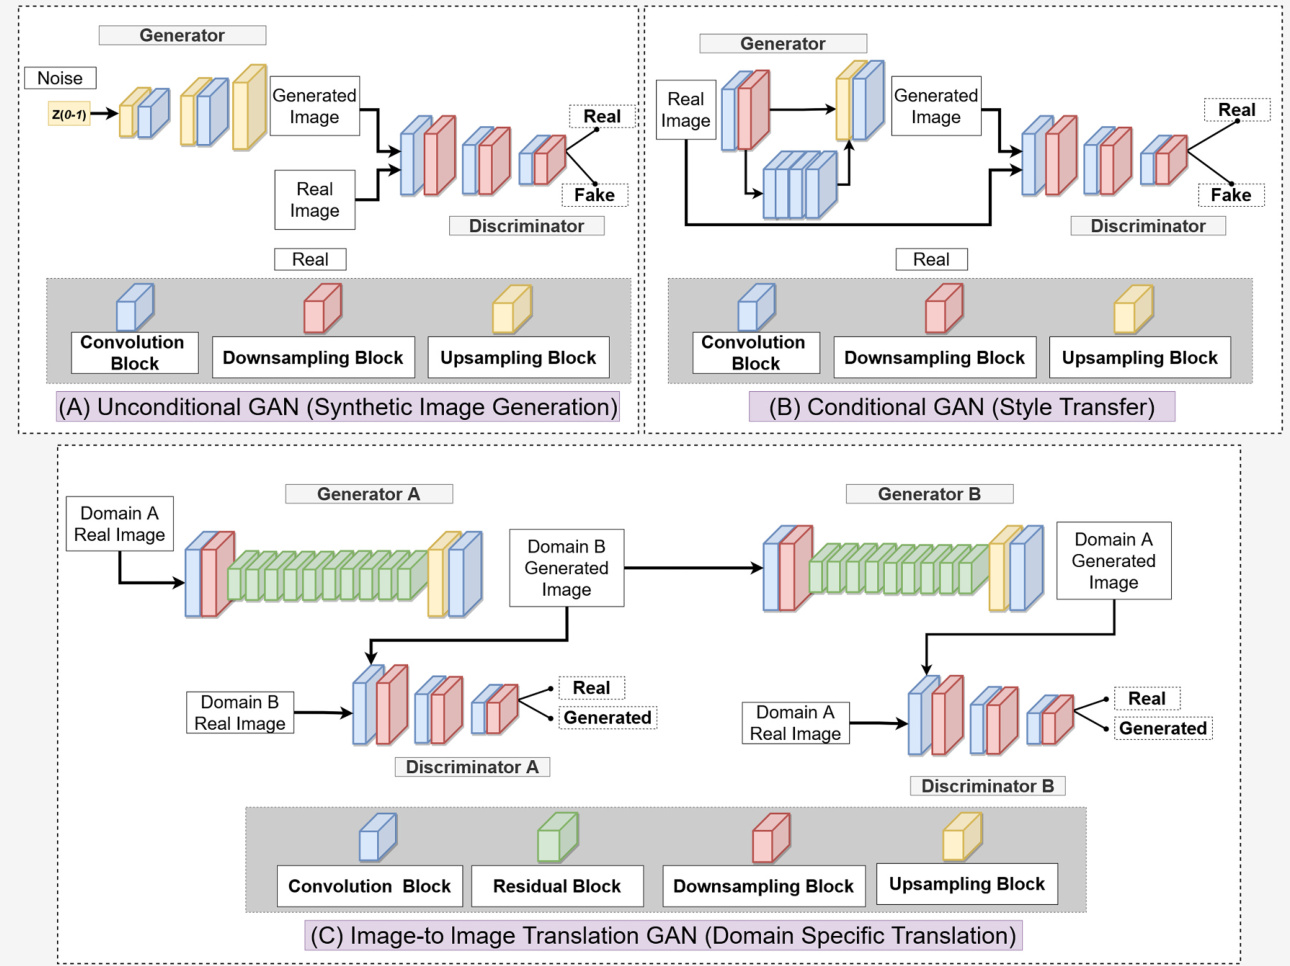 Generator
Noise
Z(0-1)
Generated
Image
Real
Image
Real
Fake
Discriminator
Real
Convolution
Block
Downsampling Block
Upsampling Block
(A) Unconditional GAN (Synthetic Image Generation)
Generator
Real
Image
Generated
Image
Real
Fake
Discriminator
Real
Convolution
Block
Downsampling Block
Upsampling Block
(B) Conditional GAN (Style Transfer)
Generator A
Domain A
Real Image
Domain B
Generated
Image
Domain B
Real Image
Real
Generated
Discriminator A
Generator B
Domain A
Generated
Image
Domain A
Real Image
Real
Generated
Discriminator B
Convolution Block
Residual Block
Downsampling Block
Upsampling Block
(C) Image-to Image Translation GAN (Domain Specific Translation)